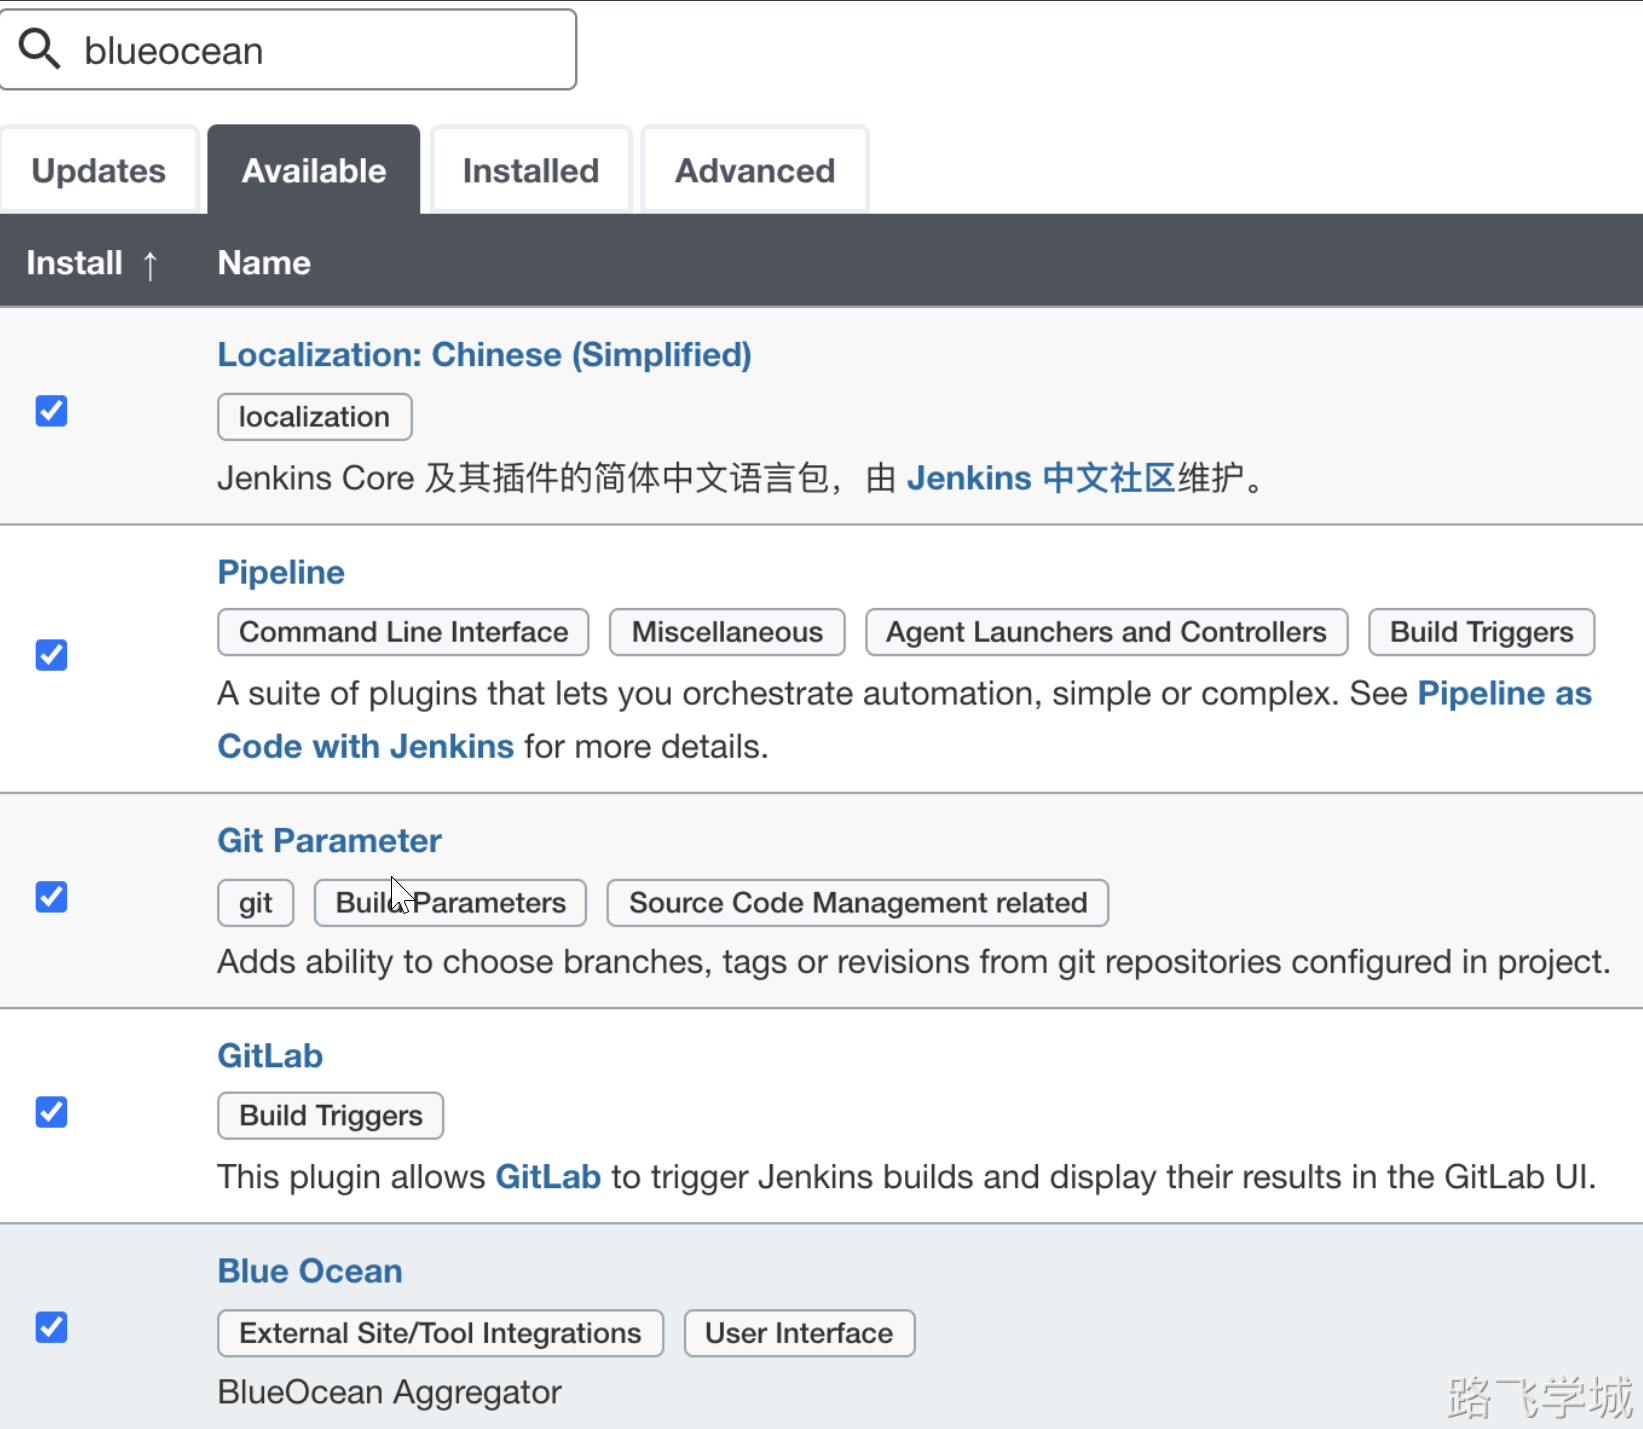 blueocean
Updates Available Installed Advanced
Install ↑ Name
Localization: Chinese (Simplified)
localization
Jenkins Core 及其插件的简体中文语言包，由 Jenkins 中文社区维护。
Pipeline
Command Line Interface Miscellaneous Agent Launchers and Controllers Build Triggers
A suite of plugins that lets you orchestrate automation, simple or complex. See Pipeline as
Code with Jenkins for more details.
Git Parameter
git Build Parameters Source Code Management related
Adds ability to choose branches, tags or revisions from git repositories configured in project.
GitLab
Build Triggers
This plugin allows GitLab to trigger Jenkins builds and display their results in the GitLab UI.
Blue Ocean
External Site/Tool Integrations User Interface
BlueOcean Aggregator
路飞学城